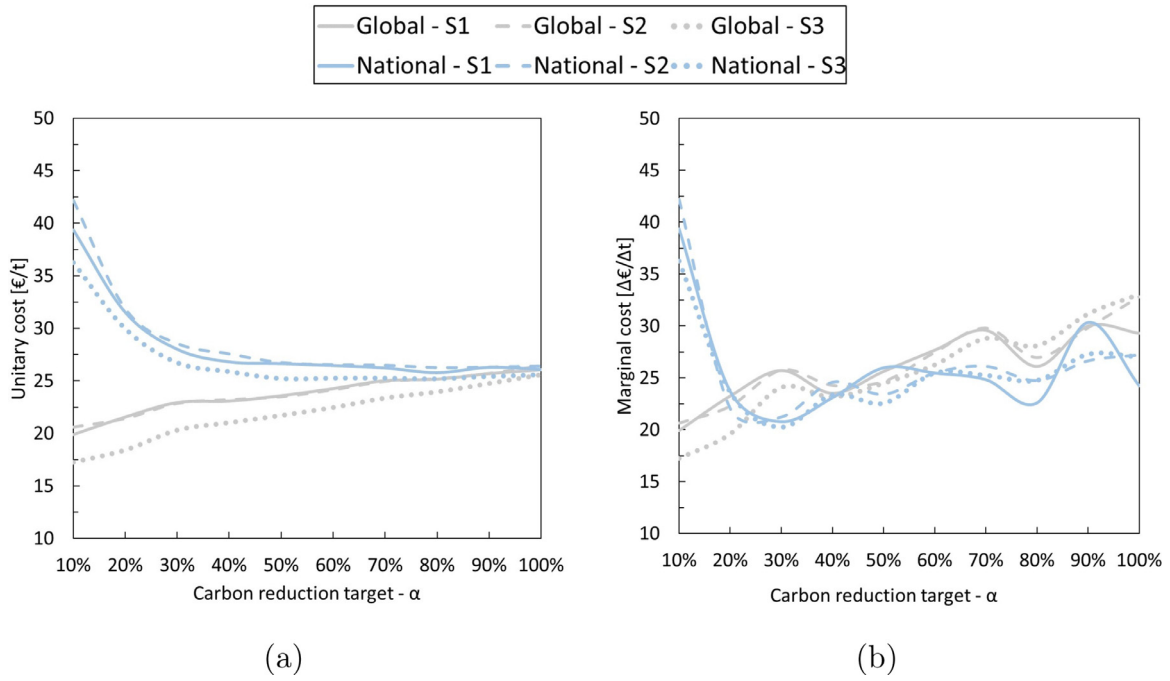 Global - S1 Global - S2 Global - S3
National - S1 National - S2 National - S3
50
45
40
35
30
25
20
15
10
Unitary cost [€/t]
10% 20% 30% 40% 50% 60% 70% 80% 90% 100%
Carbon reduction target - α
(a)
50
45
40
35
30
25
20
15
10
Marginal cost [Δ€/Δt]
10% 20% 30% 40% 50% 60% 70% 80% 90% 100%
Carbon reduction target - α
(b)